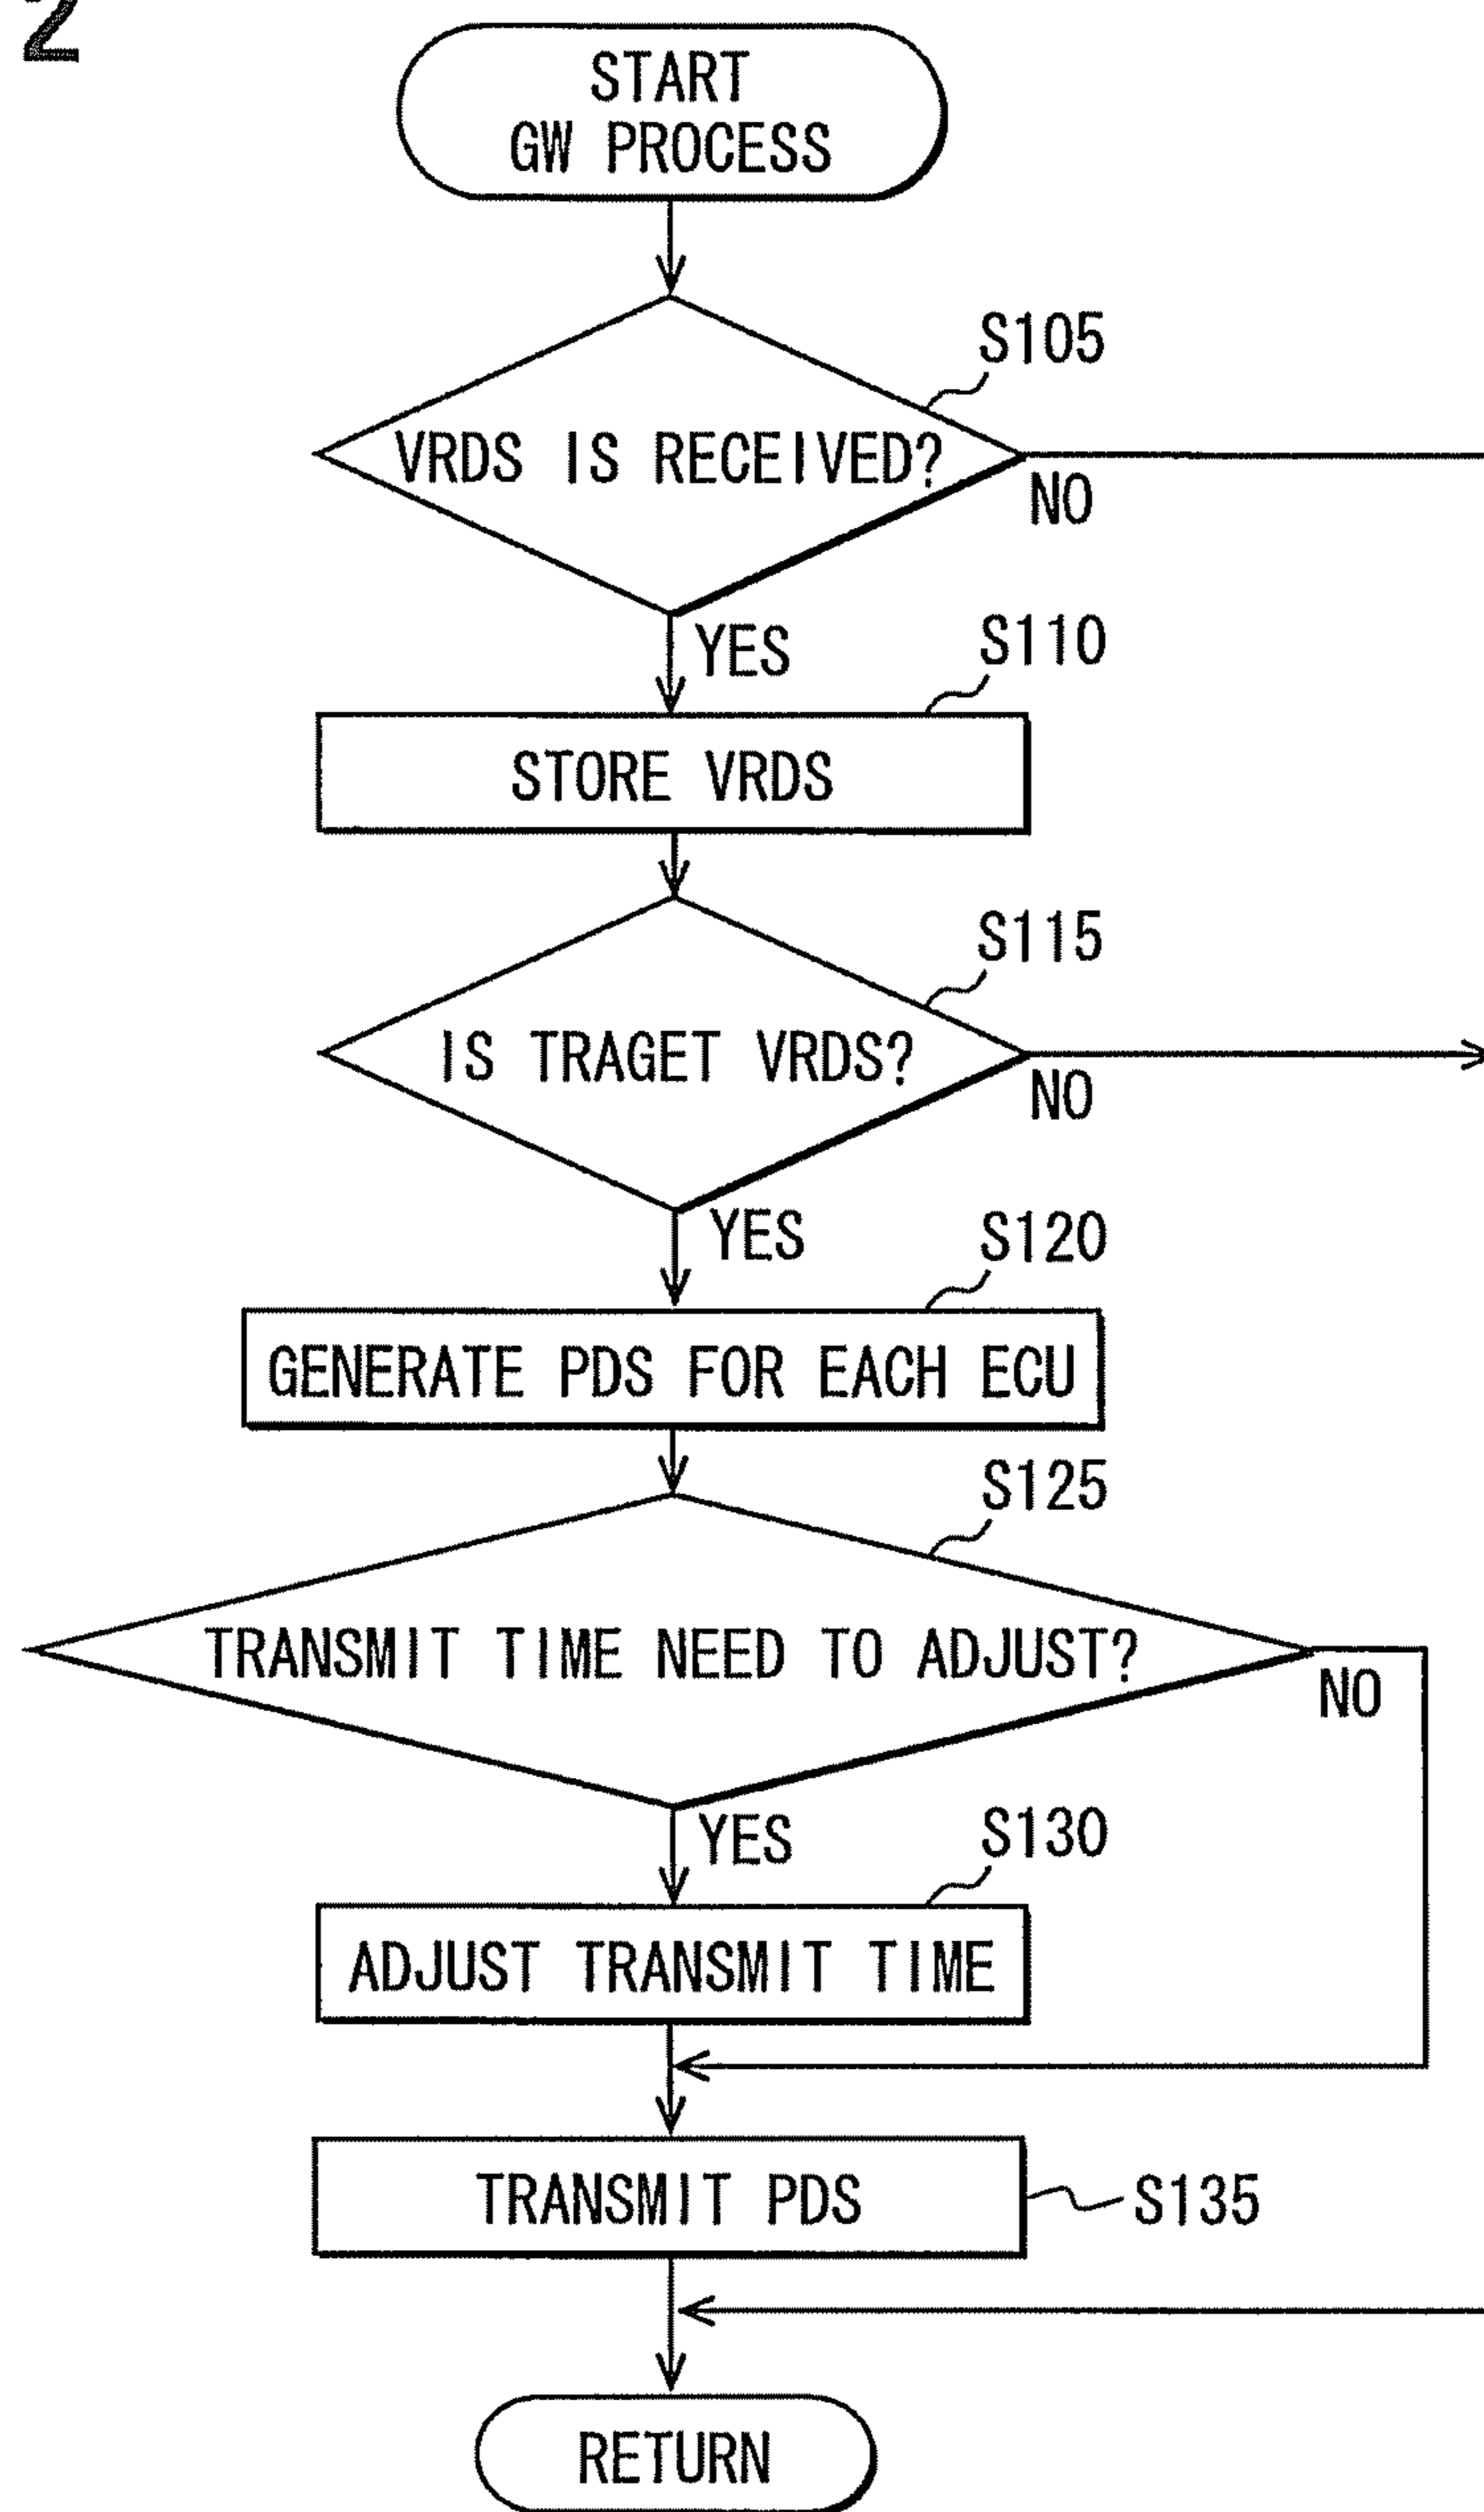 2
START
GW PROCESS
S105
VRDS IS RECEIVED?
NO
YES
S110
STORE VRDS
S115
IS TRAGET VRDS?
NO
YES
S120
GENERATE PDS FOR EACH ECU
S125
TRANSMIT TIME NEED TO ADJUST?
NO
YES
S130
ADJUST TRANSMIT TIME
TRANSMIT PDS
S135
RETURN